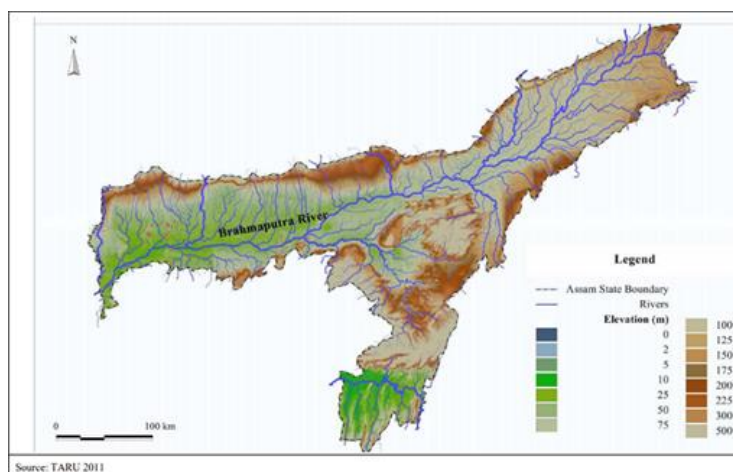 N
Brahmaputra River
Legend
Assam State Boundary
Rivers
Elevation (m)
0
2
5
10
25
50
75
100
125
150
175
200
225
300
500
0 100 km
Source: TARU 2011